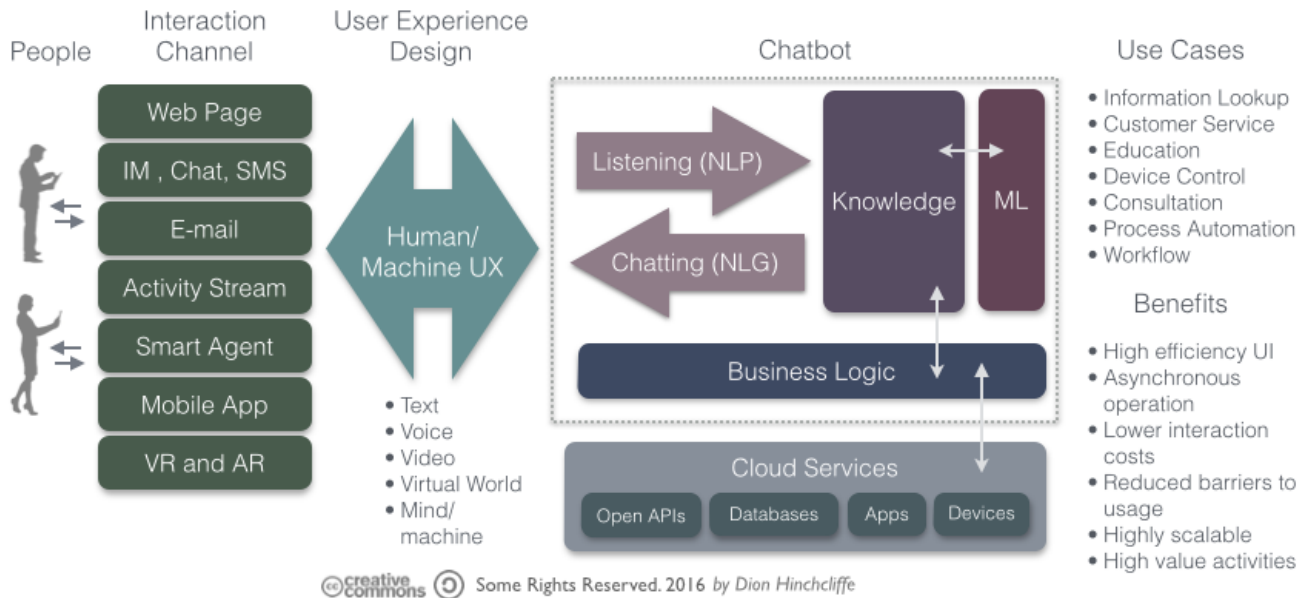 People
Interaction
Channel
User Experience
Design
Chatbot
Use Cases
Web Page
IM , Chat, SMS
E-mail
Activity Stream
Smart Agent
Mobile App
VR and AR
Human/
Machine UX
• Text
• Voice
• Video
• Virtual World
• Mind/
machine
Listening (NLP)
Chatting (NLG)
Knowledge
ML
Business Logic
Cloud Services
Open APIs
Databases
Apps
Devices
• Information Lookup
• Customer Service
• Education
• Device Control
• Consultation
• Process Automation
• Workflow
Benefits
• High efficiency UI
• Asynchronous
operation
• Lower interaction
costs
• Reduced barriers to
usage
• Highly scalable
• High value activities
cc creative
commons
Some Rights Reserved. 2016 by Dion Hinchcliffe